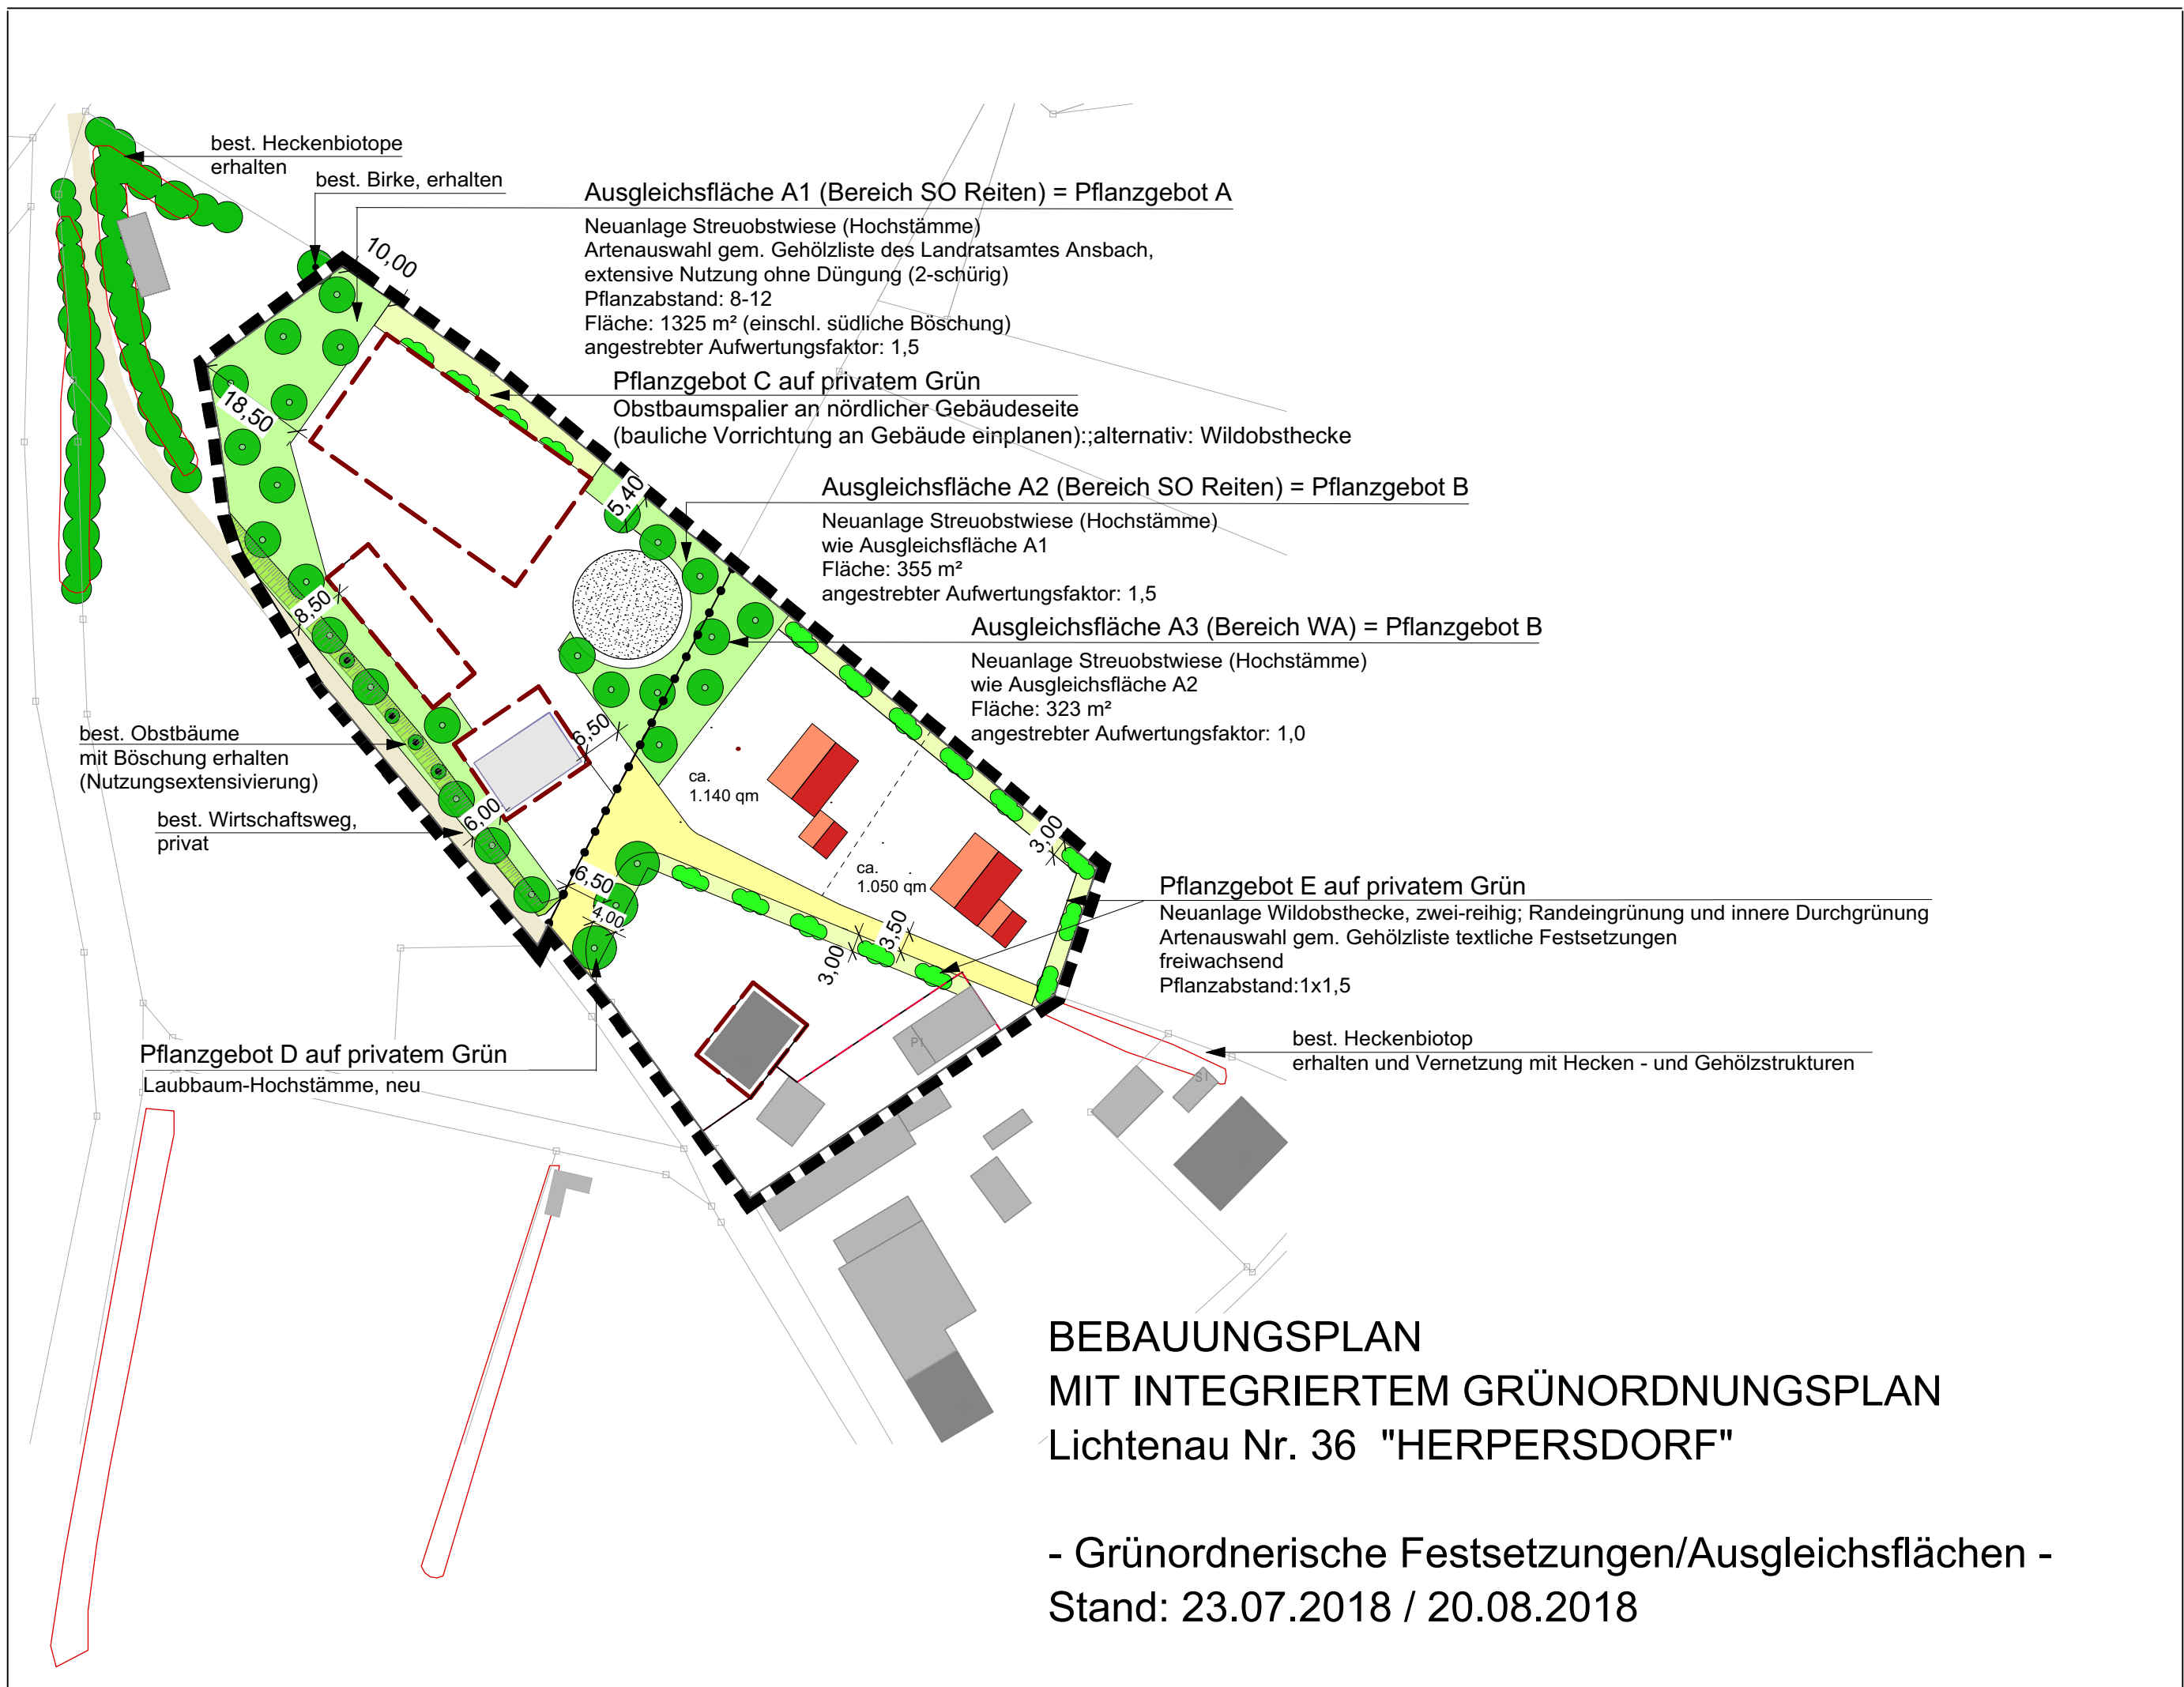 best. Heckenbiotope
erhalten
best. Birke, erhalten
10,00
Ausgleichsfläche A1 (Bereich SO Reiten) = Pflanzgebot A
Neuanlage Streuobstwiese (Hochstämme)
Artenauswahl gem. Gehölzliste des Landratsamtes Ansbach,
extensive Nutzung ohne Düngung (2-schürig)
Pflanzabstand: 8-12
Fläche: 1325 m² (einschl. südliche Böschung)
angestrebter Aufwertungsfaktor: 1,5
Pflanzgebot C auf privatem Grün
Obstbaumspalier an nördlicher Gebäudeseite
(bauliche Vorrichtung an Gebäude einplanen):;alternativ: Wildobsthecke
18,50
5,40
Ausgleichsfläche A2 (Bereich SO Reiten) = Pflanzgebot B
Neuanlage Streuobstwiese (Hochstämme)
wie Ausgleichsfläche A1
Fläche: 355 m²
angestrebter Aufwertungsfaktor: 1,5
8,50
Ausgleichsfläche A3 (Bereich WA) = Pflanzgebot B
Neuanlage Streuobstwiese (Hochstämme)
wie Ausgleichsfläche A2
Fläche: 323 m²
angestrebter Aufwertungsfaktor: 1,0
best. Obstbäume
mit Böschung erhalten
(Nutzungsextensivierung)
6,50
ca.
1.140 qm
best. Wirtschaftsweg,
privat
6,00
3,00
ca.
1.050 qm
6,50
4,00
3,50
3,00
Pflanzgebot E auf privatem Grün
Neuanlage Wildobsthecke, zwei-reihig; Randeingrünung und innere Durchgrünung
Artenauswahl gem. Gehölzliste textliche Festsetzungen
freiwachsend
Pflanzabstand:1x1,5
best. Heckenbiotop
erhalten und Vernetzung mit Hecken - und Gehölzstrukturen
Pflanzgebot D auf privatem Grün
Laubbaum-Hochstämme, neu
BEBAUUNGSPLAN
MIT INTEGRIERTEM GRÜNORDNUNGSPLAN
Lichtenau Nr. 36 "HERPERSDORF"
- Grünordnerische Festsetzungen/Ausgleichsflächen -
Stand: 23.07.2018 / 20.08.2018